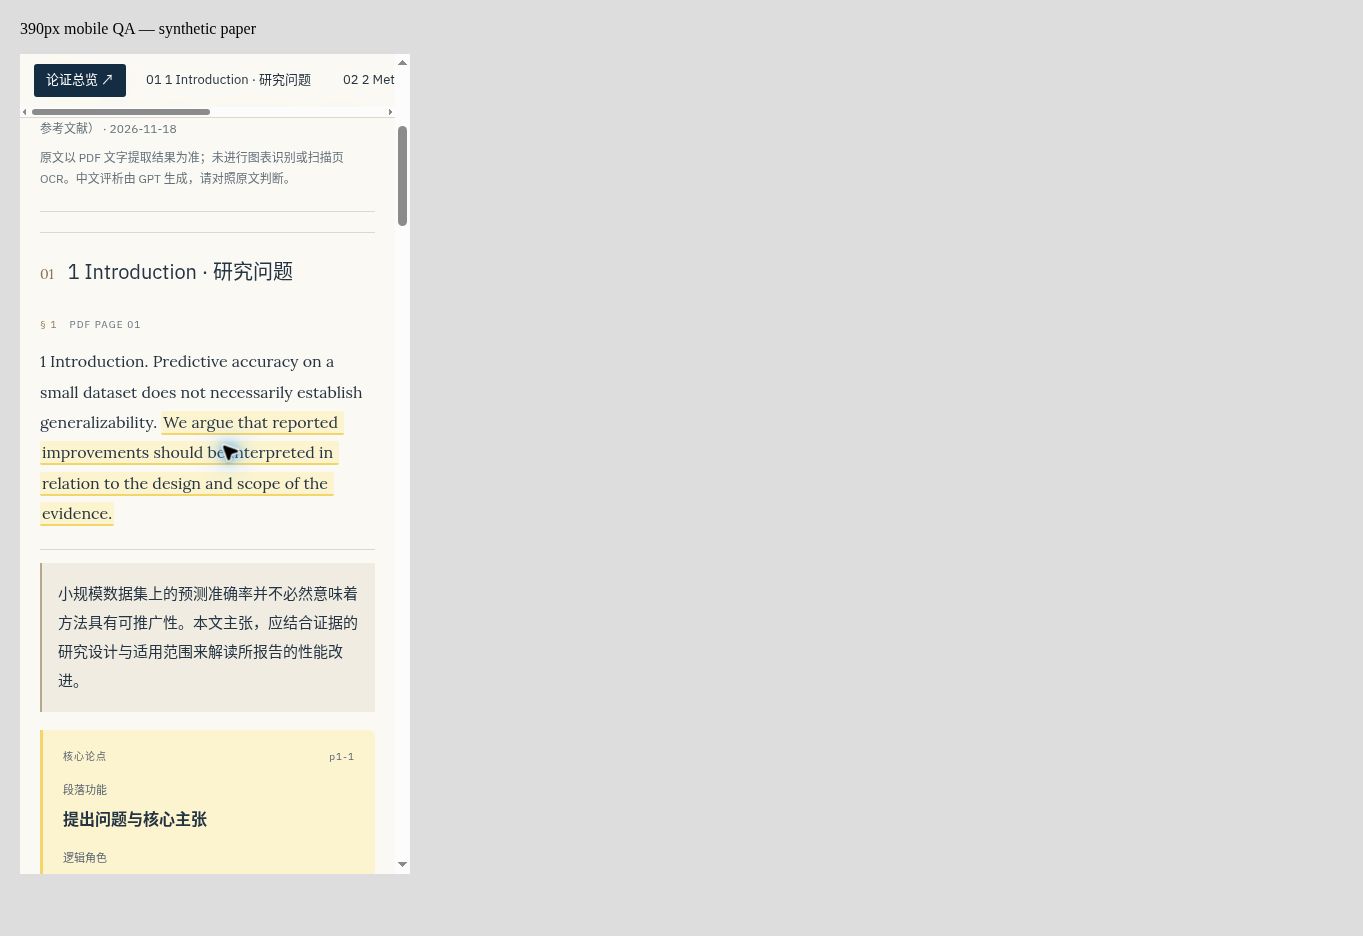 390px mobile QA — synthetic paper
论证总览 ↗ 01 1 Introduction · 研究问题 02 2 Met
参考文献） · 2026-11-18
原文以 PDF 文字提取结果为准；未进行图表识别或扫描页
OCR。中文评析由 GPT 生成，请对照原文判断。
01 1 Introduction · 研究问题
§ 1 PDF PAGE 01
1 Introduction. Predictive accuracy on a
small dataset does not necessarily establish
generalizability. We argue that reported
improvements should be interpreted in
relation to the design and scope of the
evidence.
小规模数据集上的预测准确率并不必然意味着
方法具有可推广性。本文主张，应结合证据的
研究设计与适用范围来解读所报告的性能改
进。
核心论点 p1-1
段落功能
提出问题与核心主张
逻辑角色